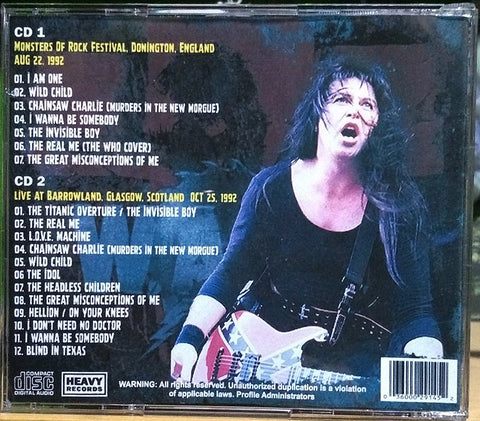 CD 1
Monsters Of Rock Festival, Donington, England
Aug 22, 1992
01. I AM ONE
02. WILD CHILD
03. CHAINSAW CHARLIE (MURDERS IN THE NEW MORGUE)
04. I WANNA BE SOMEBODY
05. THE INVISIBLE BOY
06. THE REAL ME (THE WHO COVER)
07. THE GREAT MISCONCEPTIONS OF ME
CD 2
Live at Barrowland, Glasgow, Scotland Oct 25, 1992
01. THE TITANIC OVERTURE / THE INVISIBLE BOY
02. THE REAL ME
03. L.O.V.E. MACHINE
04. CHAINSAW CHARLIE (MURDERS IN THE NEW MORGUE)
05. WILD CHILD
06. THE IDOL
07. THE HEADLESS CHILDREN
08. THE GREAT MISCONCEPTIONS OF ME
09. HELLION / ON YOUR KNEES
10. I DON'T NEED NO DOCTOR
11. I WANNA BE SOMEBODY
12. BLIND IN TEXAS
COMPACT
disc
DIGITAL AUDIO
HEAVY
RECORDS
WARNING: All rights reserved. Unauthorized duplication is a violation
of applicable laws. Profile Administrators
0 36000 29145 2